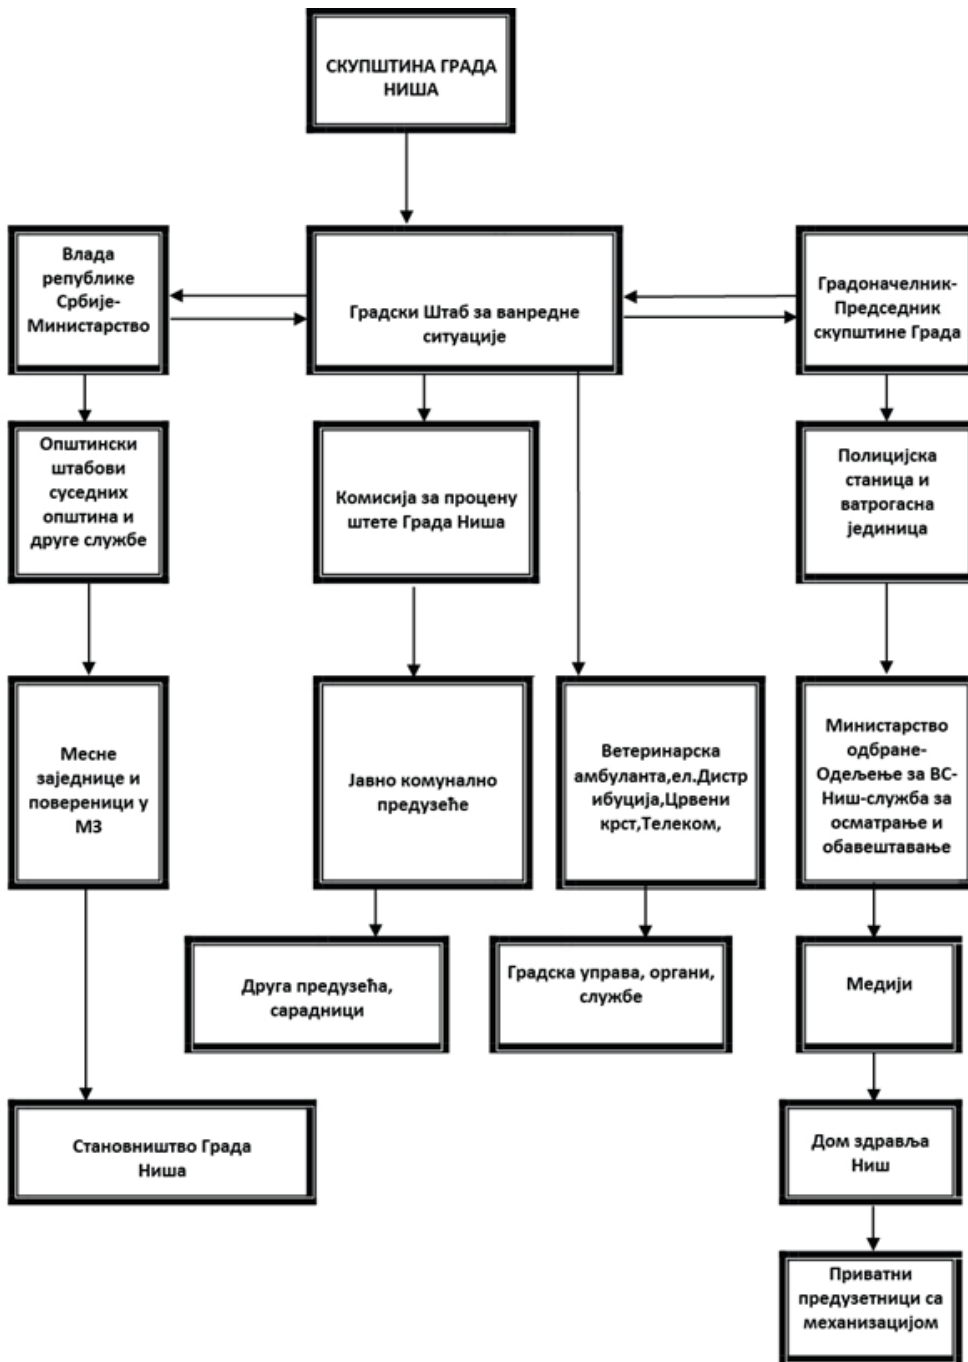 СКУПШТИНА ГРАДА
НИША
Влада
републике
Србије-
Министарство
Градски Штаб за ванредне
ситуације
Градоначелник-
Председник
скупштине Града
Општински
штабови
суседних
општина и
друге службе
Комисија за процену
штете Града Ниша
Полицијска
станица и
ватрогасна
јединица
Месне
заједнице и
повереници у
МЗ
Јавно комунално
предузеће
Ветеринарска
амбуланта,ел.Дистр
ибуција,Црвени
крст,Телеком,
Министарство
одбране-
Одељење за ВС-
Ниш-служба за
осматрање и
обавештавање
Друга предузећа,
сарадници
Градска управа, органи,
службе
Медији
Становништво Града
Ниша
Дом здравља
Ниш
Приватни
предузетници са
механизацијом